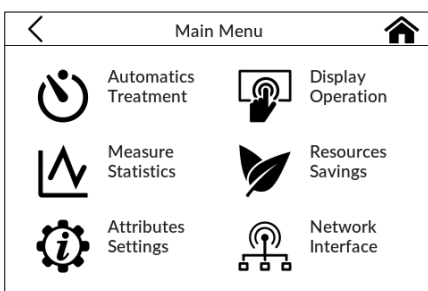 Main Menu
Automatics
Treatment
Display
Operation
Measure
Statistics
Resources
Savings
Attributes
Settings
Network
Interface